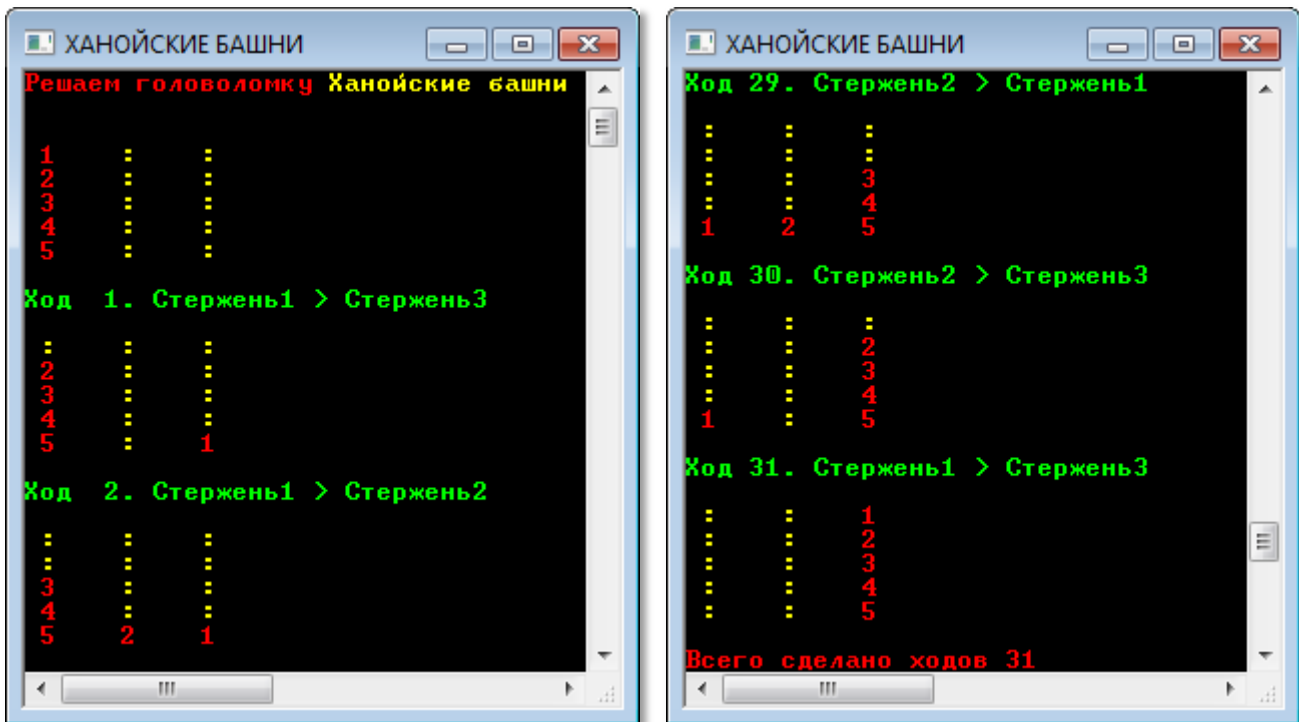 ХАНОЙСКИЕ БАШНИ
Решаем головоломку Ханойские башни
1 : :
2 : :
3 : :
4 : :
5 : :
Ход 1. Стержень1 > Стержень3
: : :
2 : :
3 : :
4 : :
5 : 1
Ход 2. Стержень1 > Стержень2
: : :
: : :
3 : :
4 : :
5 2 1
ХАНОЙСКИЕ БАШНИ
Ход 29. Стержень2 > Стержень1
: : :
: : :
: : 3
: : 4
1 2 5
Ход 30. Стержень2 > Стержень3
: : :
: : 2
: : 3
: : 4
1 : 5
Ход 31. Стержень1 > Стержень3
: : 1
: : 2
: : 3
: : 4
: : 5
Всего сделано ходов 31